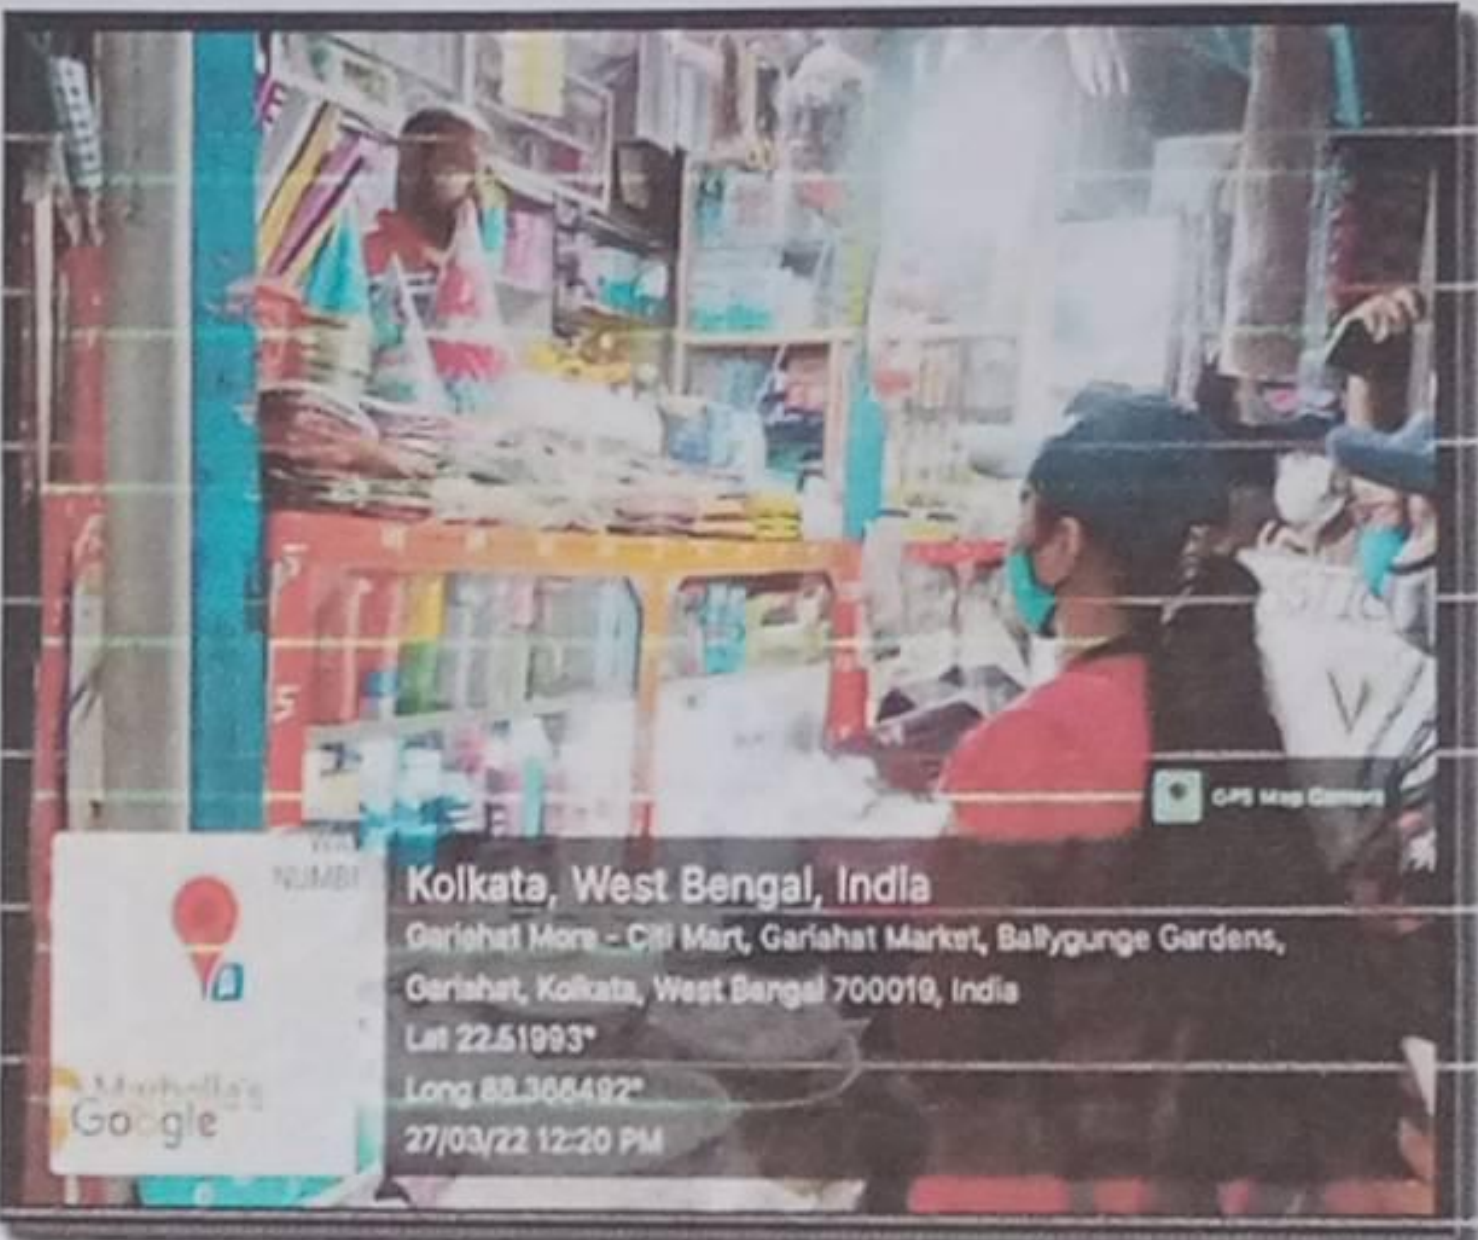 GPS Map Camera
NUMBE
Google
Kolkata, West Bengal, India
Gariahat More - Citi Mart, Gariahat Market, Ballygunge Gardens,
Gariahat, Kolkata, West Bengal 700019, India
Lat 22.51993°
Long 88.366492°
27/03/22 12:20 PM